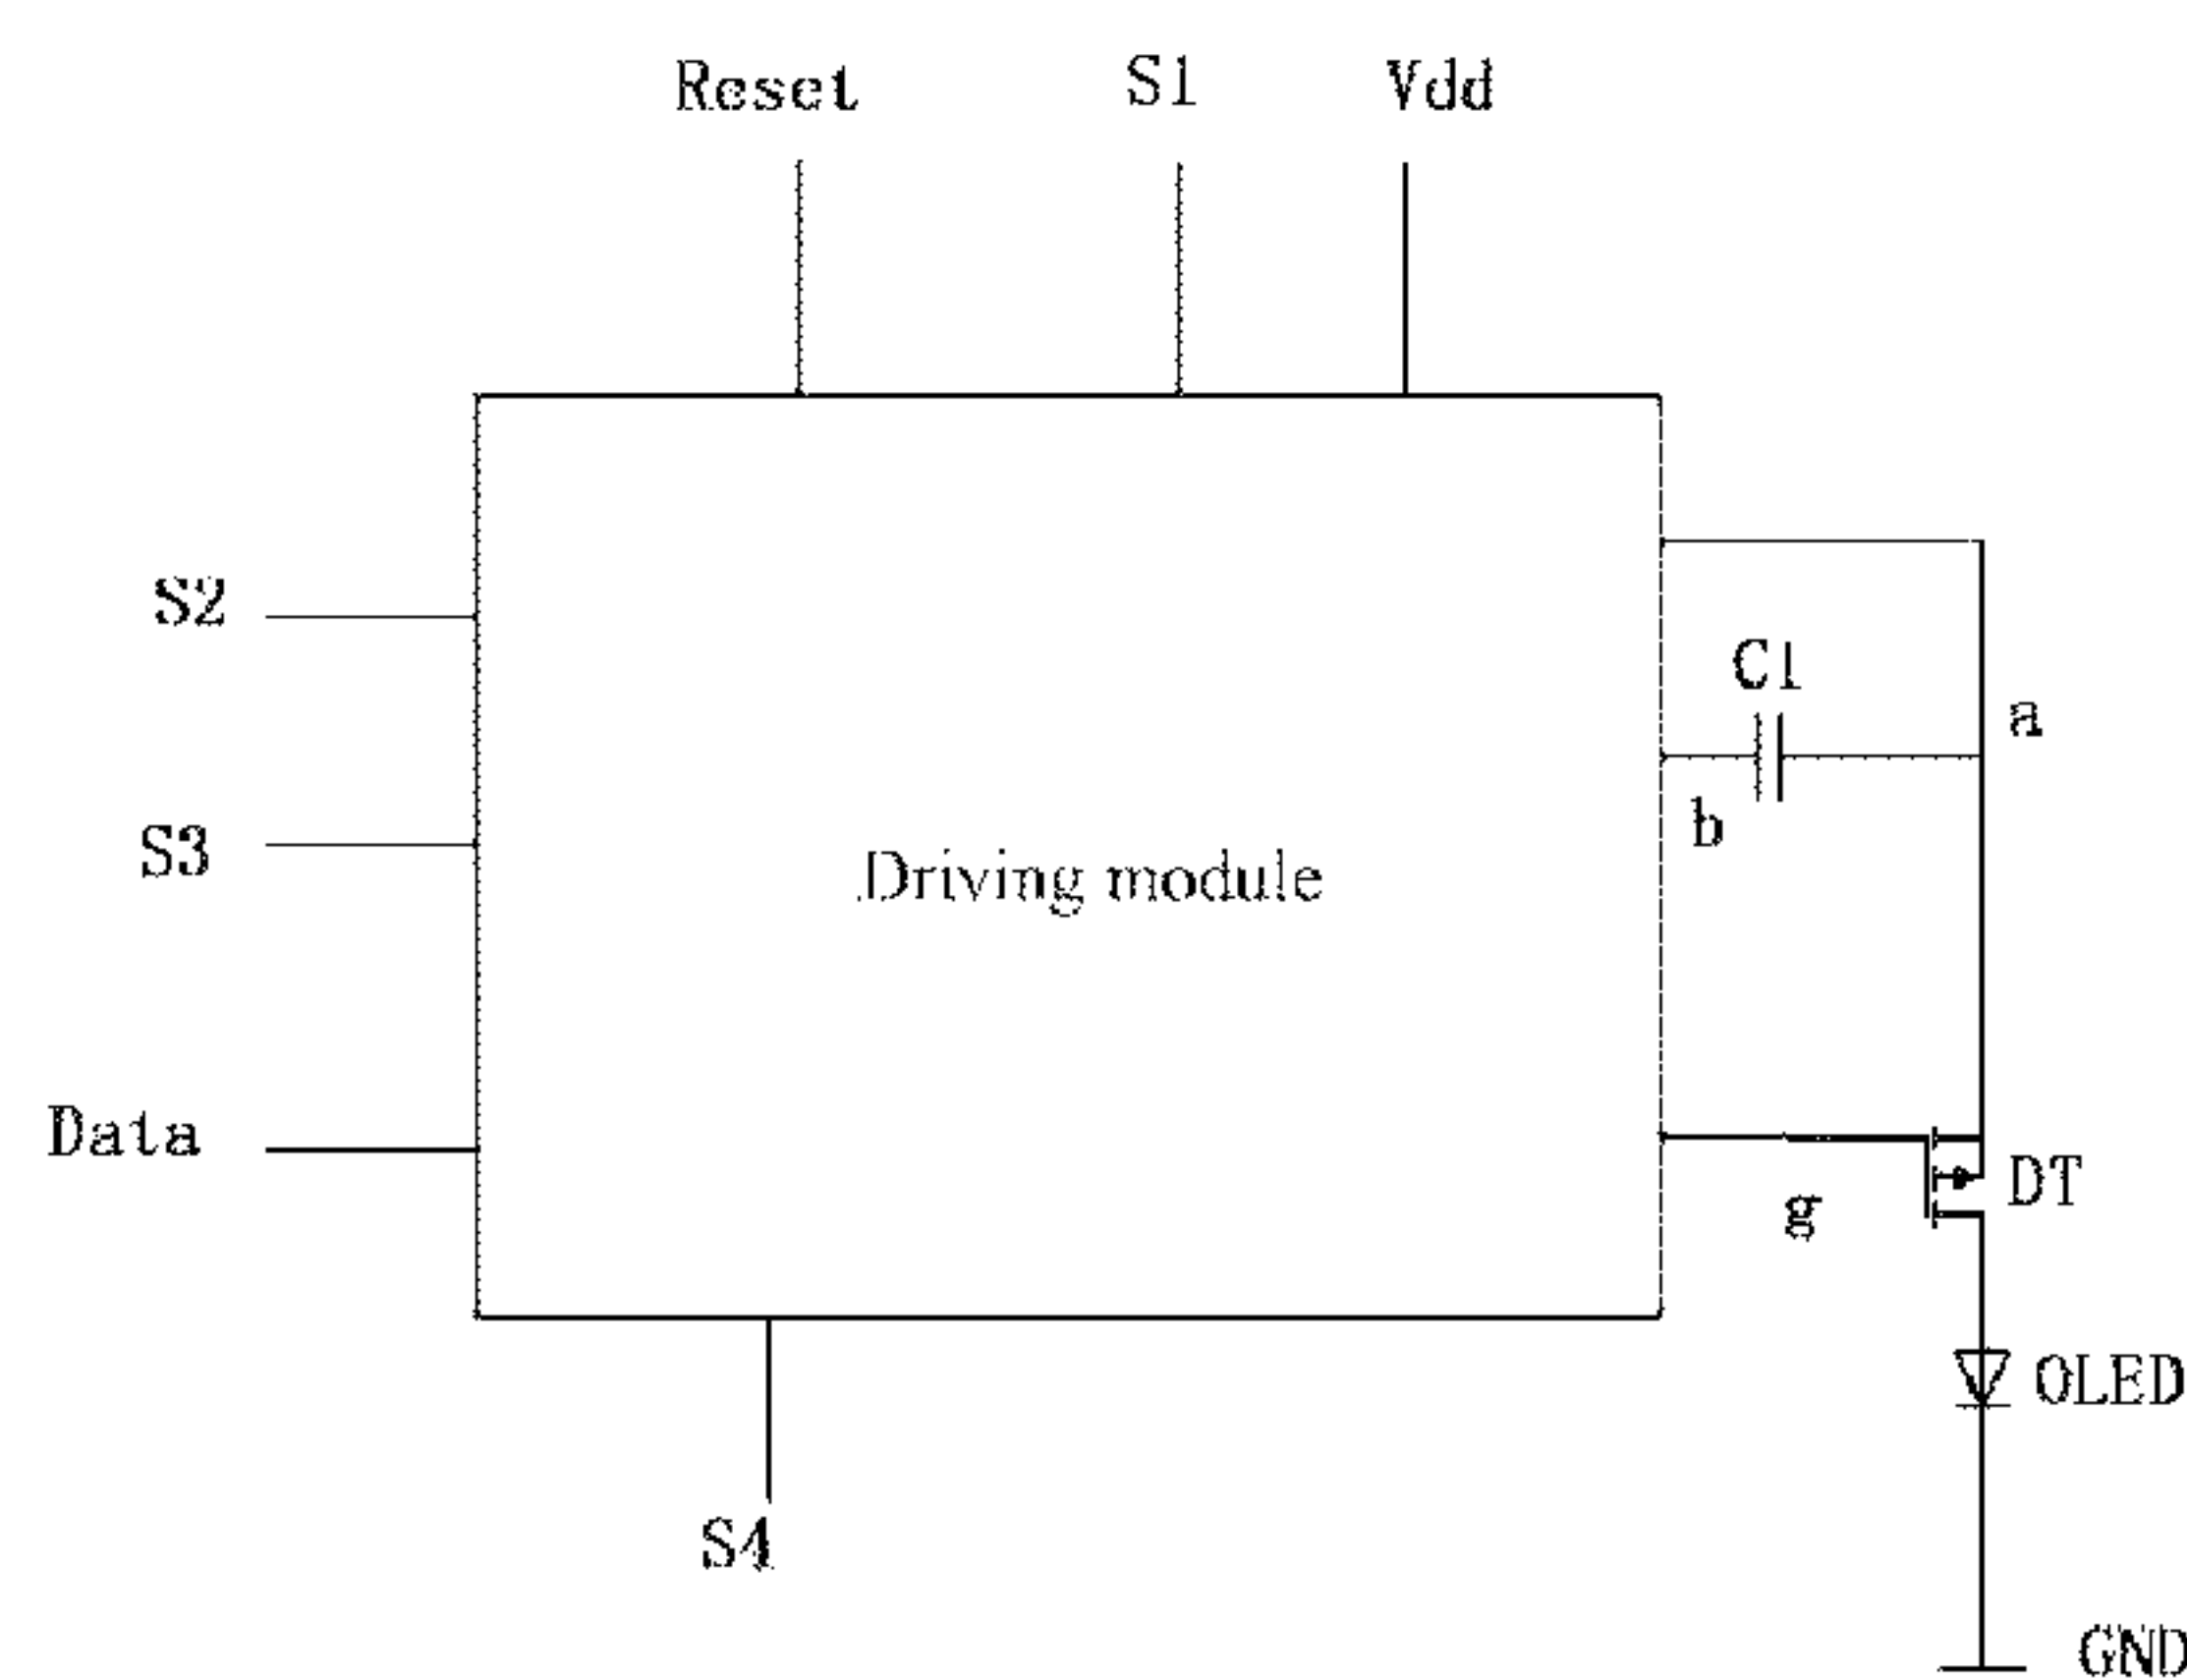 Reset S1 Vdd
S2
C1
a
b
S3
Driving module
Data
DT
g
OLED
S4
GND